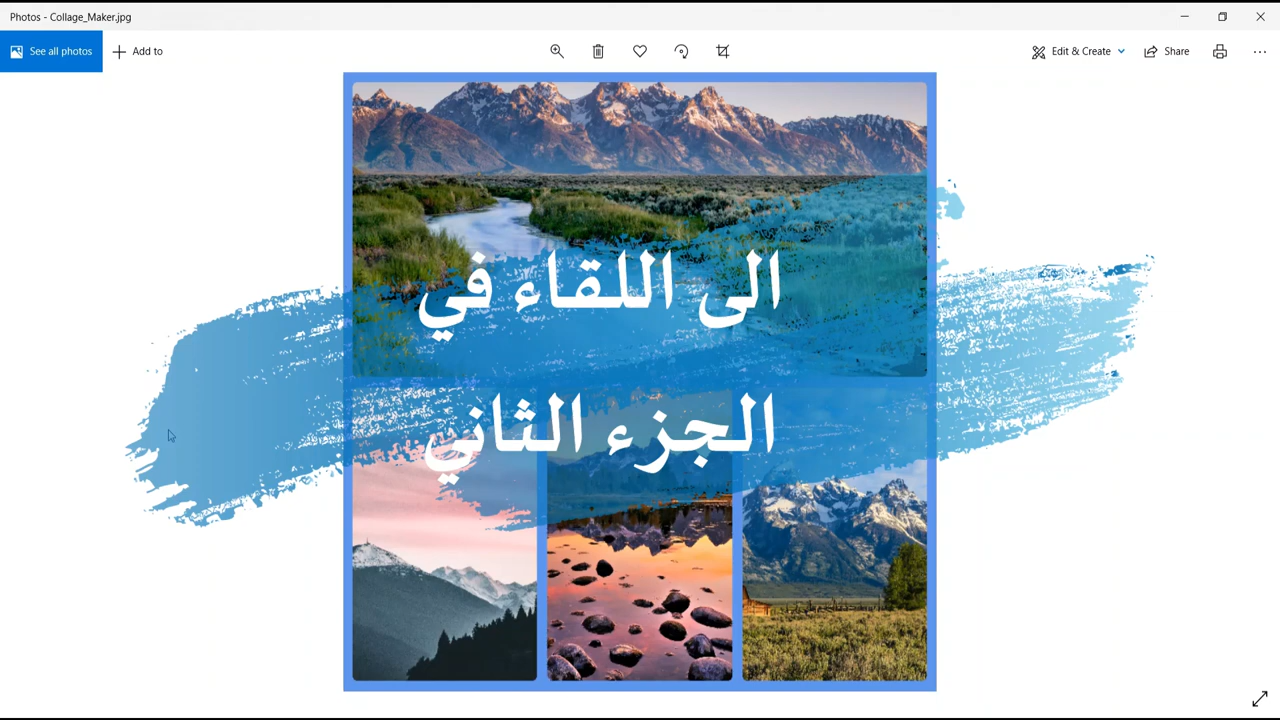 Photos - Collage_Maker.jpg
See all photos
Add to
Edit & Create
Share
الى اللقاء في
الجزء الثاني